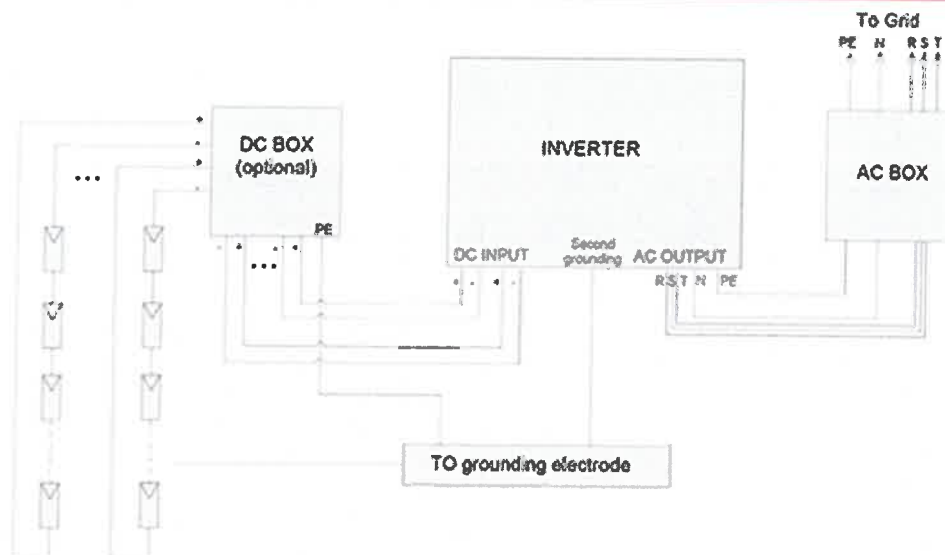 To Grid
PE N R S T
DC BOX
(optional)
PE
INVERTER
DC INPUT
Second
grounding
AC OUTPUT
R S T N PE
AC BOX
TO grounding electrode